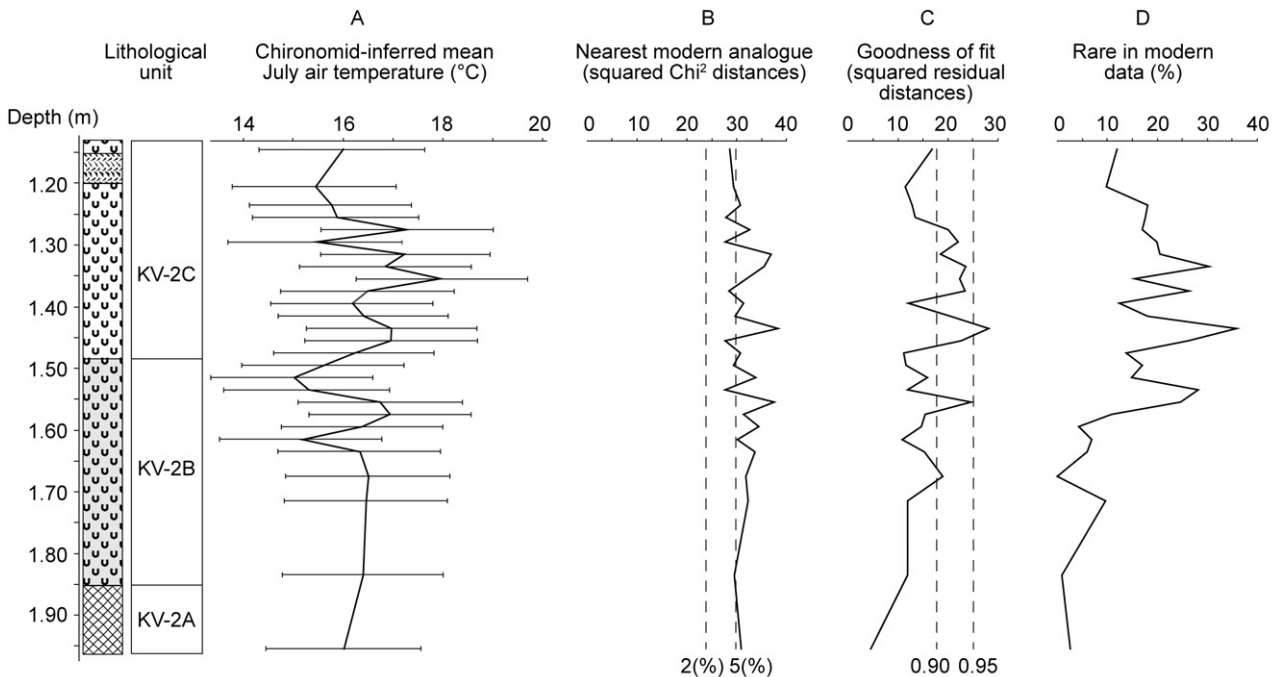 A
B
C
D
Lithological
unit
Chironomid-inferred mean
July air temperature (°C)
Nearest modern analogue
(squared Chi² distances)
Goodness of fit
(squared residual
distances)
Rare in modern
data (%)
Depth (m)
14 16 18 20
0 10 20 30 40
0 10 20 30
0 10 20 30 40
1.20
1.30
1.40
1.50
1.60
1.70
1.80
1.90
KV-2C
KV-2B
KV-2A
2(%) 5(%)
0.90 0.95